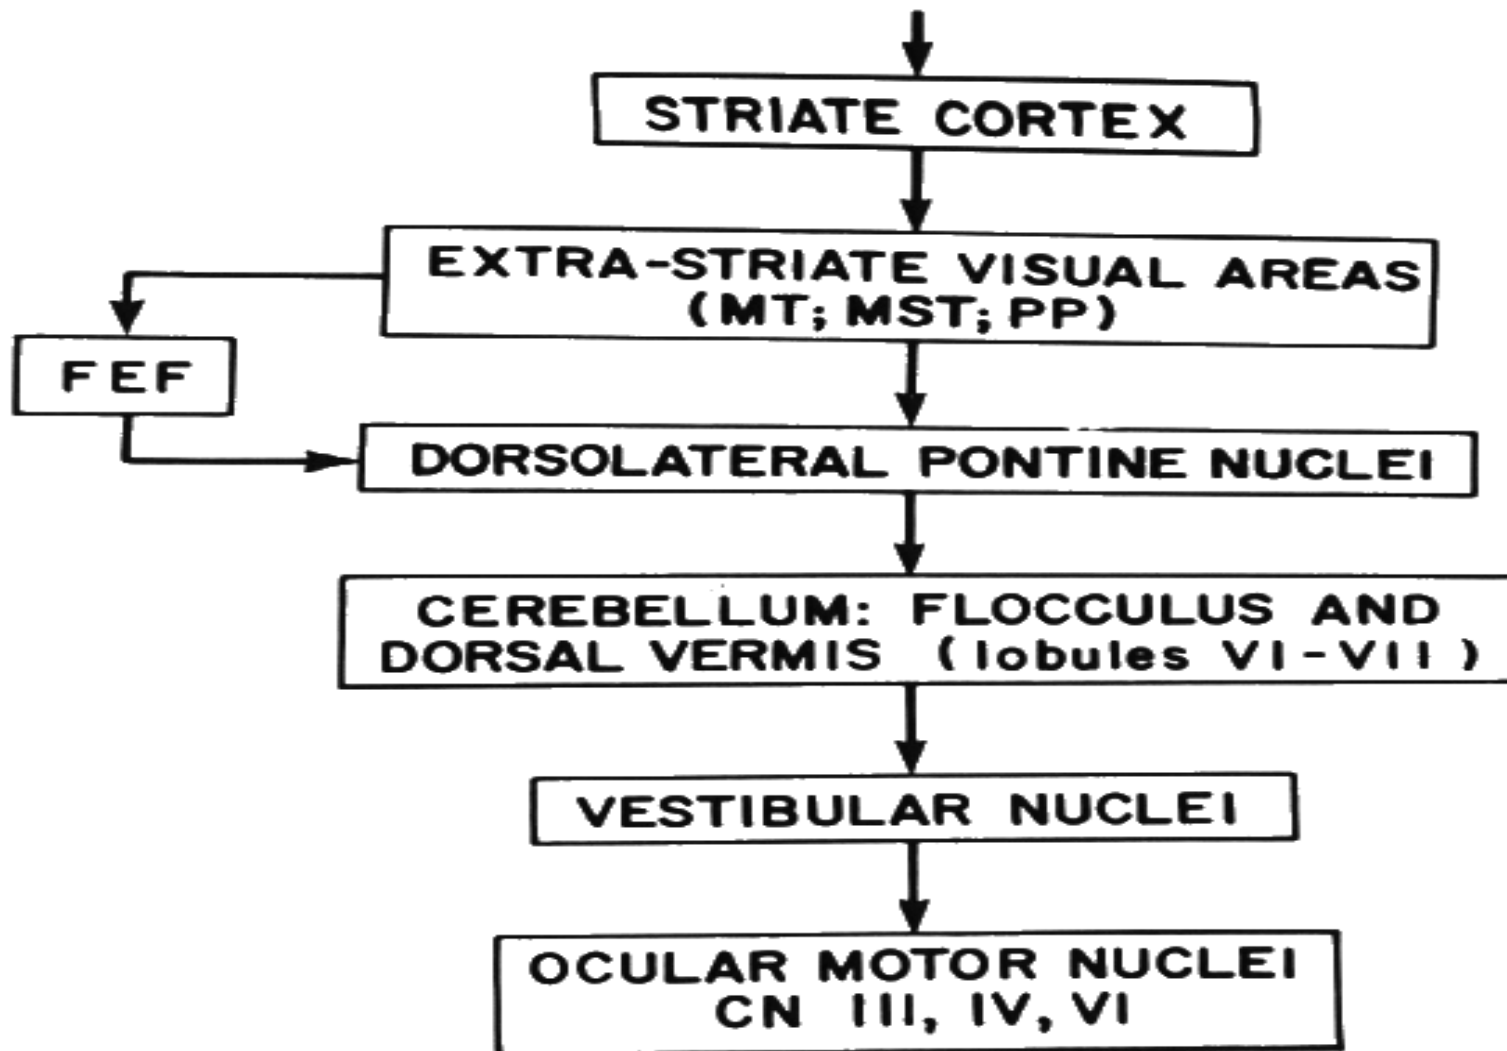 STRIATE CORTEX
EXTRA-STRIATE VISUAL AREAS
(MT; MST; PP)
FEF
DORSOLATERAL PONTINE NUCLEI
CEREBELLUM: FLOCCULUS AND
DORSAL VERMIS (lobules VI-VII)
VESTIBULAR NUCLEI
OCULAR MOTOR NUCLEI
CN III, IV, VI